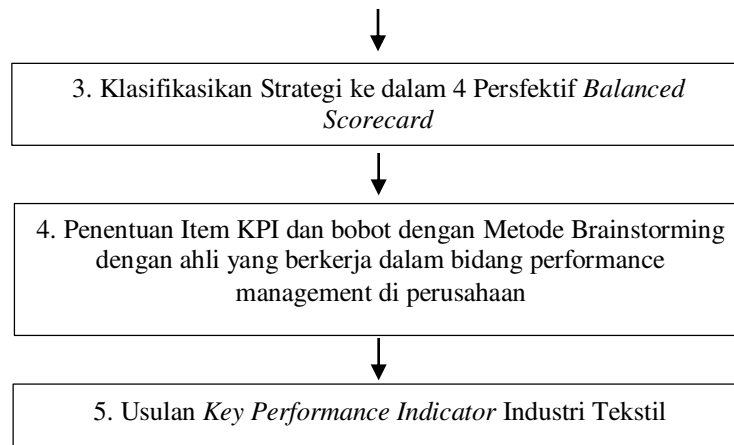 3. Klasifikasikan Strategi ke dalam 4 Persfektif Balanced
Scorecard
4. Penentuan Item KPI dan bobot dengan Metode Brainstorming
dengan ahli yang berkerja dalam bidang performance
management di perusahaan
5. Usulan Key Performance Indicator Industri Tekstil